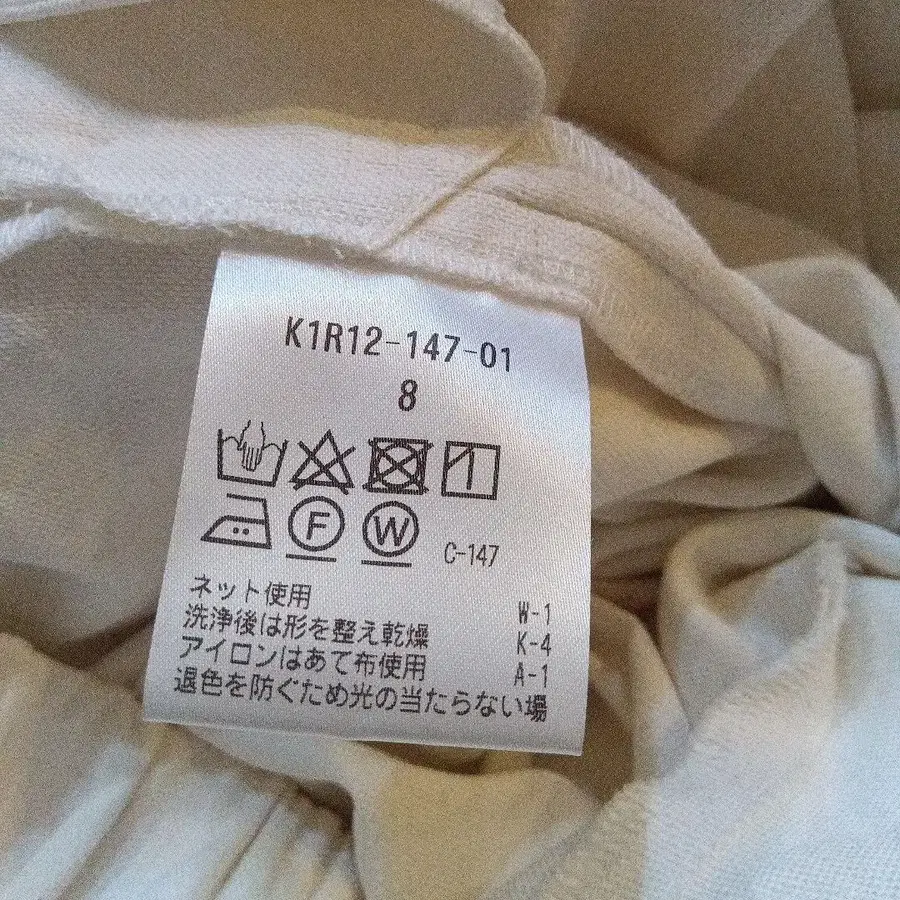 K1R12-147-01
8
F W C-147
ネット使用 W-1
洗浄後は形を整え乾燥 K-4
アイロンはあて布使用 A-1
退色を防ぐため光の当たらない場